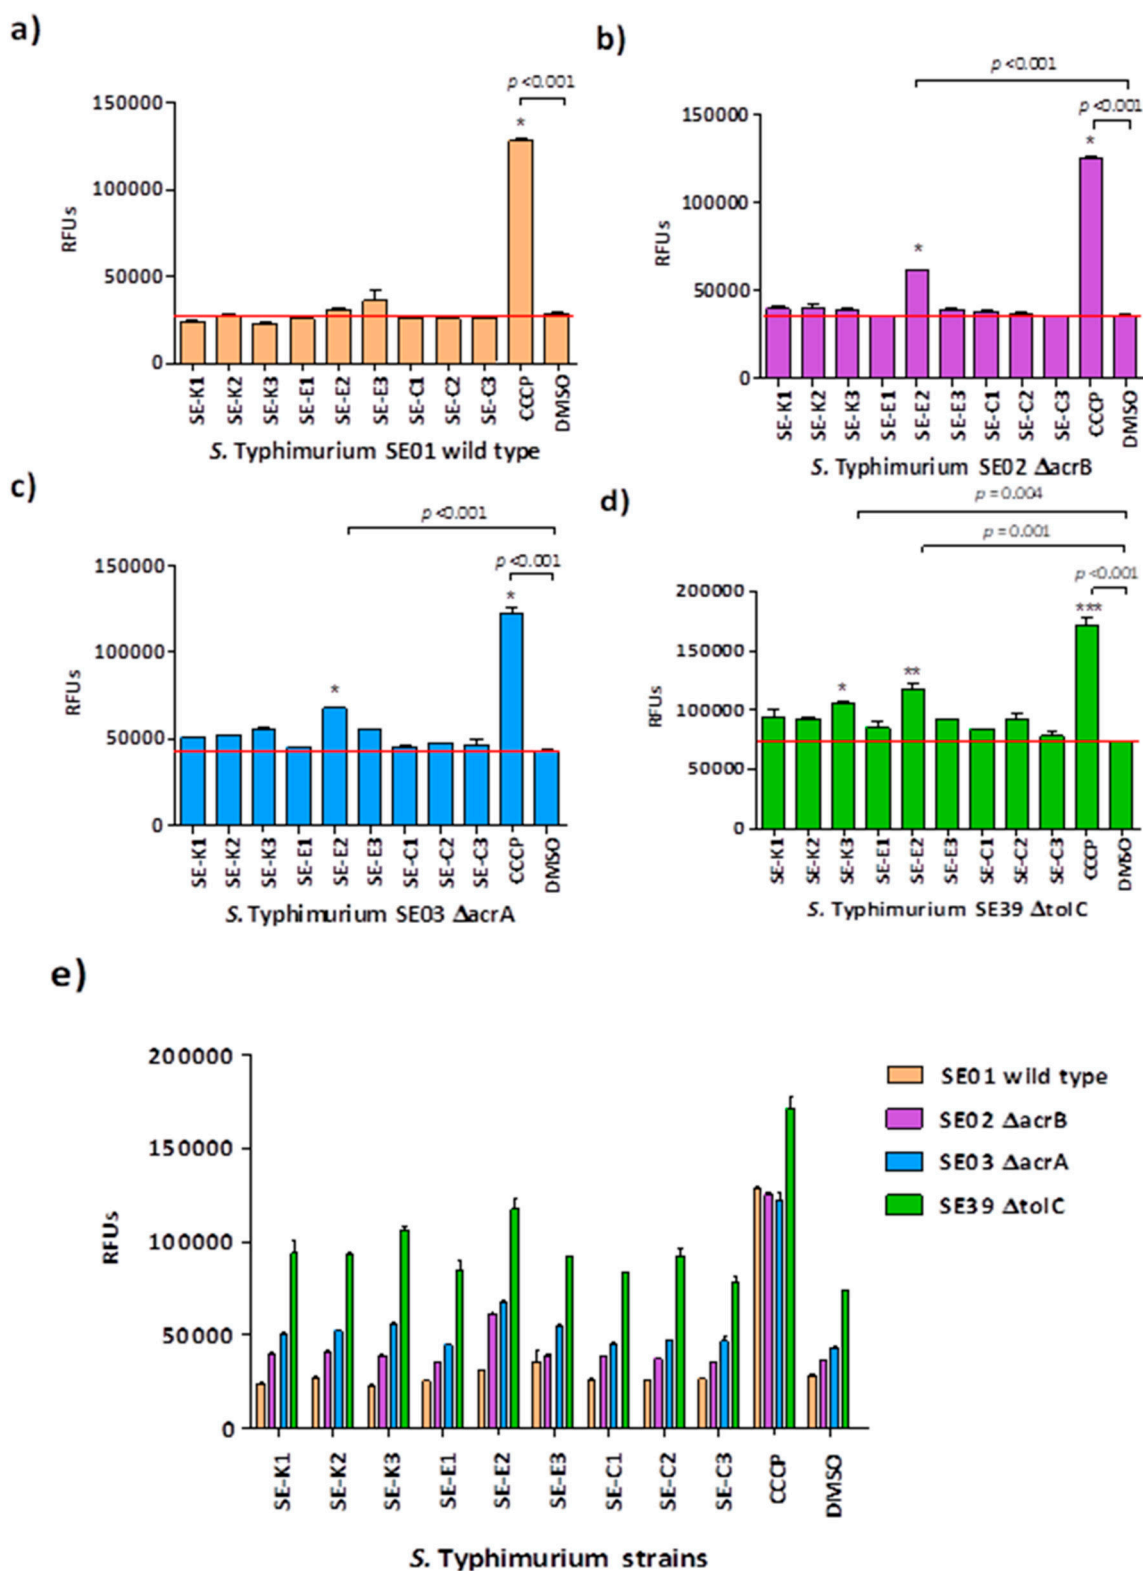 a)
150000
100000
50000
0
RFUs
p <0.001
*
SE-K1
SE-K2
SE-K3
SE-E1
SE-E2
SE-E3
SE-C1
SE-C2
SE-C3
CCCP
DMSO
S. Typhimurium SE01 wild type
b)
p <0.001
p <0.001
150000
100000
50000
0
RFUs
*
*
SE-K1
SE-K2
SE-K3
SE-E1
SE-E2
SE-E3
SE-C1
SE-C2
SE-C3
CCCP
DMSO
S. Typhimurium SE02 ΔacrB
c)
p <0.001
p <0.001
150000
100000
50000
0
RFUs
*
*
SE-K1
SE-K2
SE-K3
SE-E1
SE-E2
SE-E3
SE-C1
SE-C2
SE-C3
CCCP
DMSO
S. Typhimurium SE03 ΔacrA
d)
p = 0.004
p = 0.001
p <0.001
200000
150000
100000
50000
0
RFUs
*
**
***
SE-K1
SE-K2
SE-K3
SE-E1
SE-E2
SE-E3
SE-C1
SE-C2
SE-C3
CCCP
DMSO
S. Typhimurium SE39 ΔtolC
e)
200000
150000
100000
50000
0
RFUs
SE01 wild type
SE02 ΔacrB
SE03 ΔacrA
SE39 ΔtolC
SE-K1
SE-K2
SE-K3
SE-E1
SE-E2
SE-E3
SE-C1
SE-C2
SE-C3
CCCP
DMSO
S. Typhimurium strains